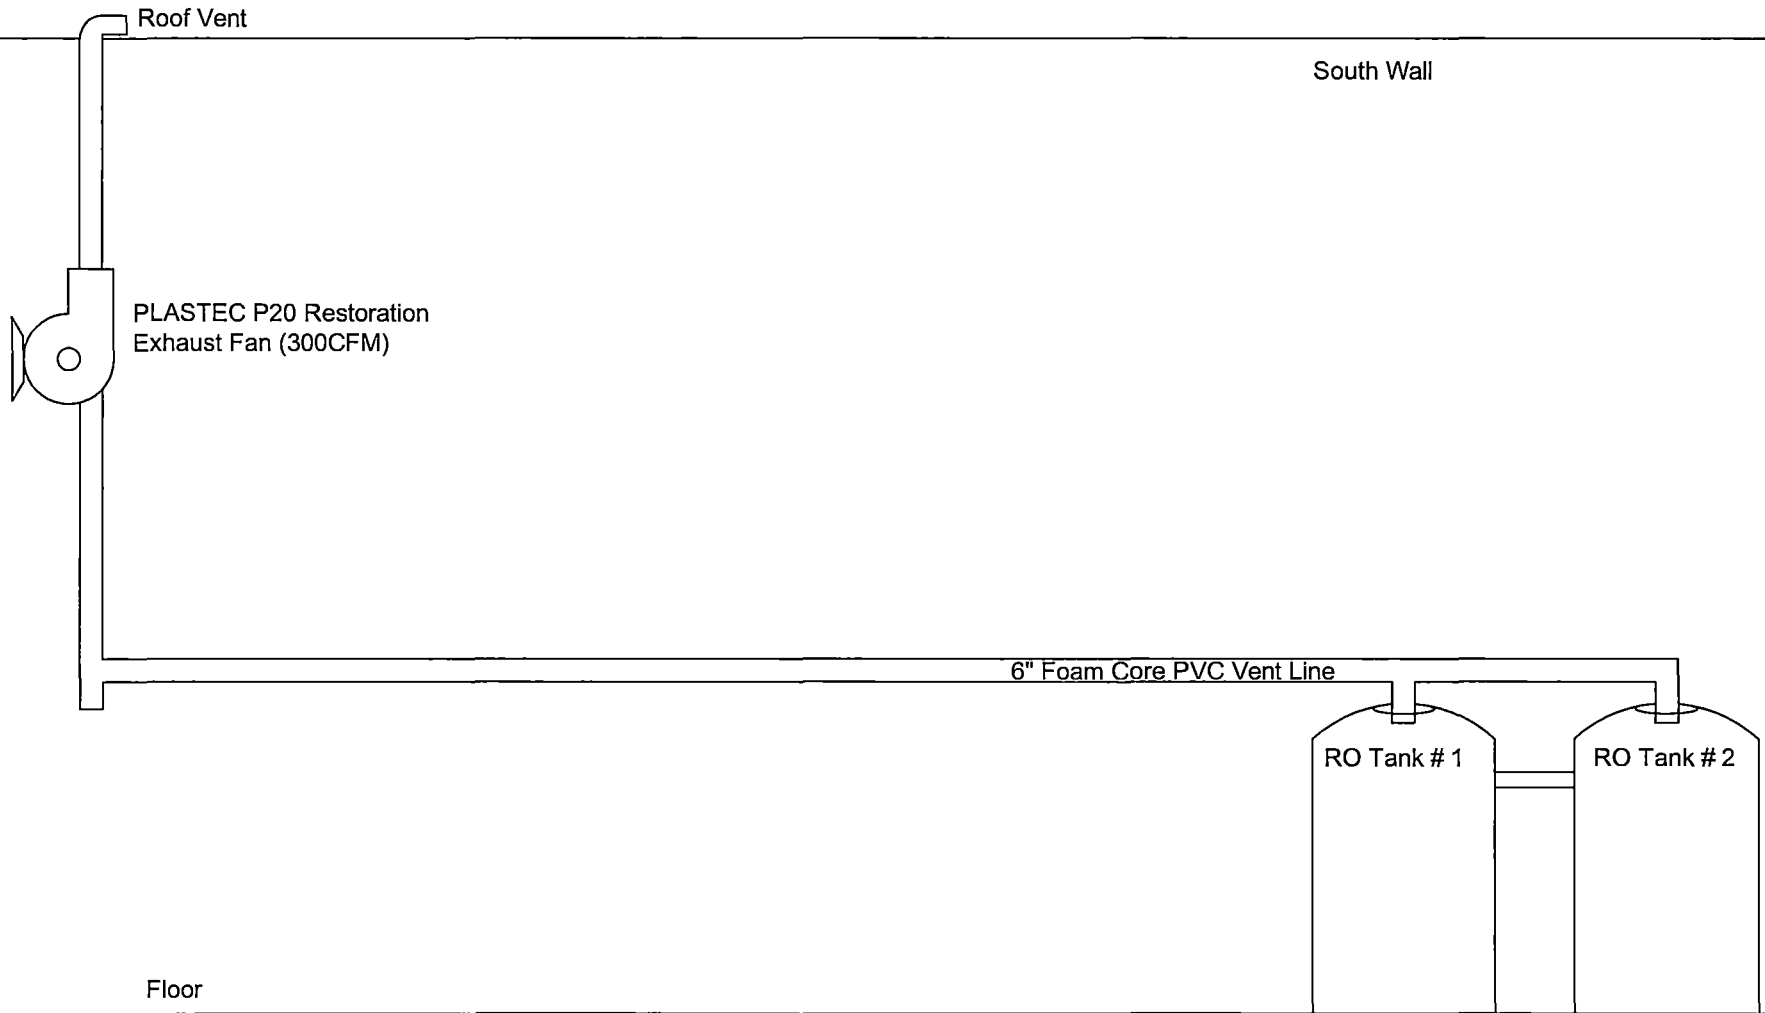 Roof Vent
South Wall
PLASTEC P20 Restoration
Exhaust Fan (300CFM)
6" Foam Core PVC Vent Line
RO Tank # 1
RO Tank # 2
Floor